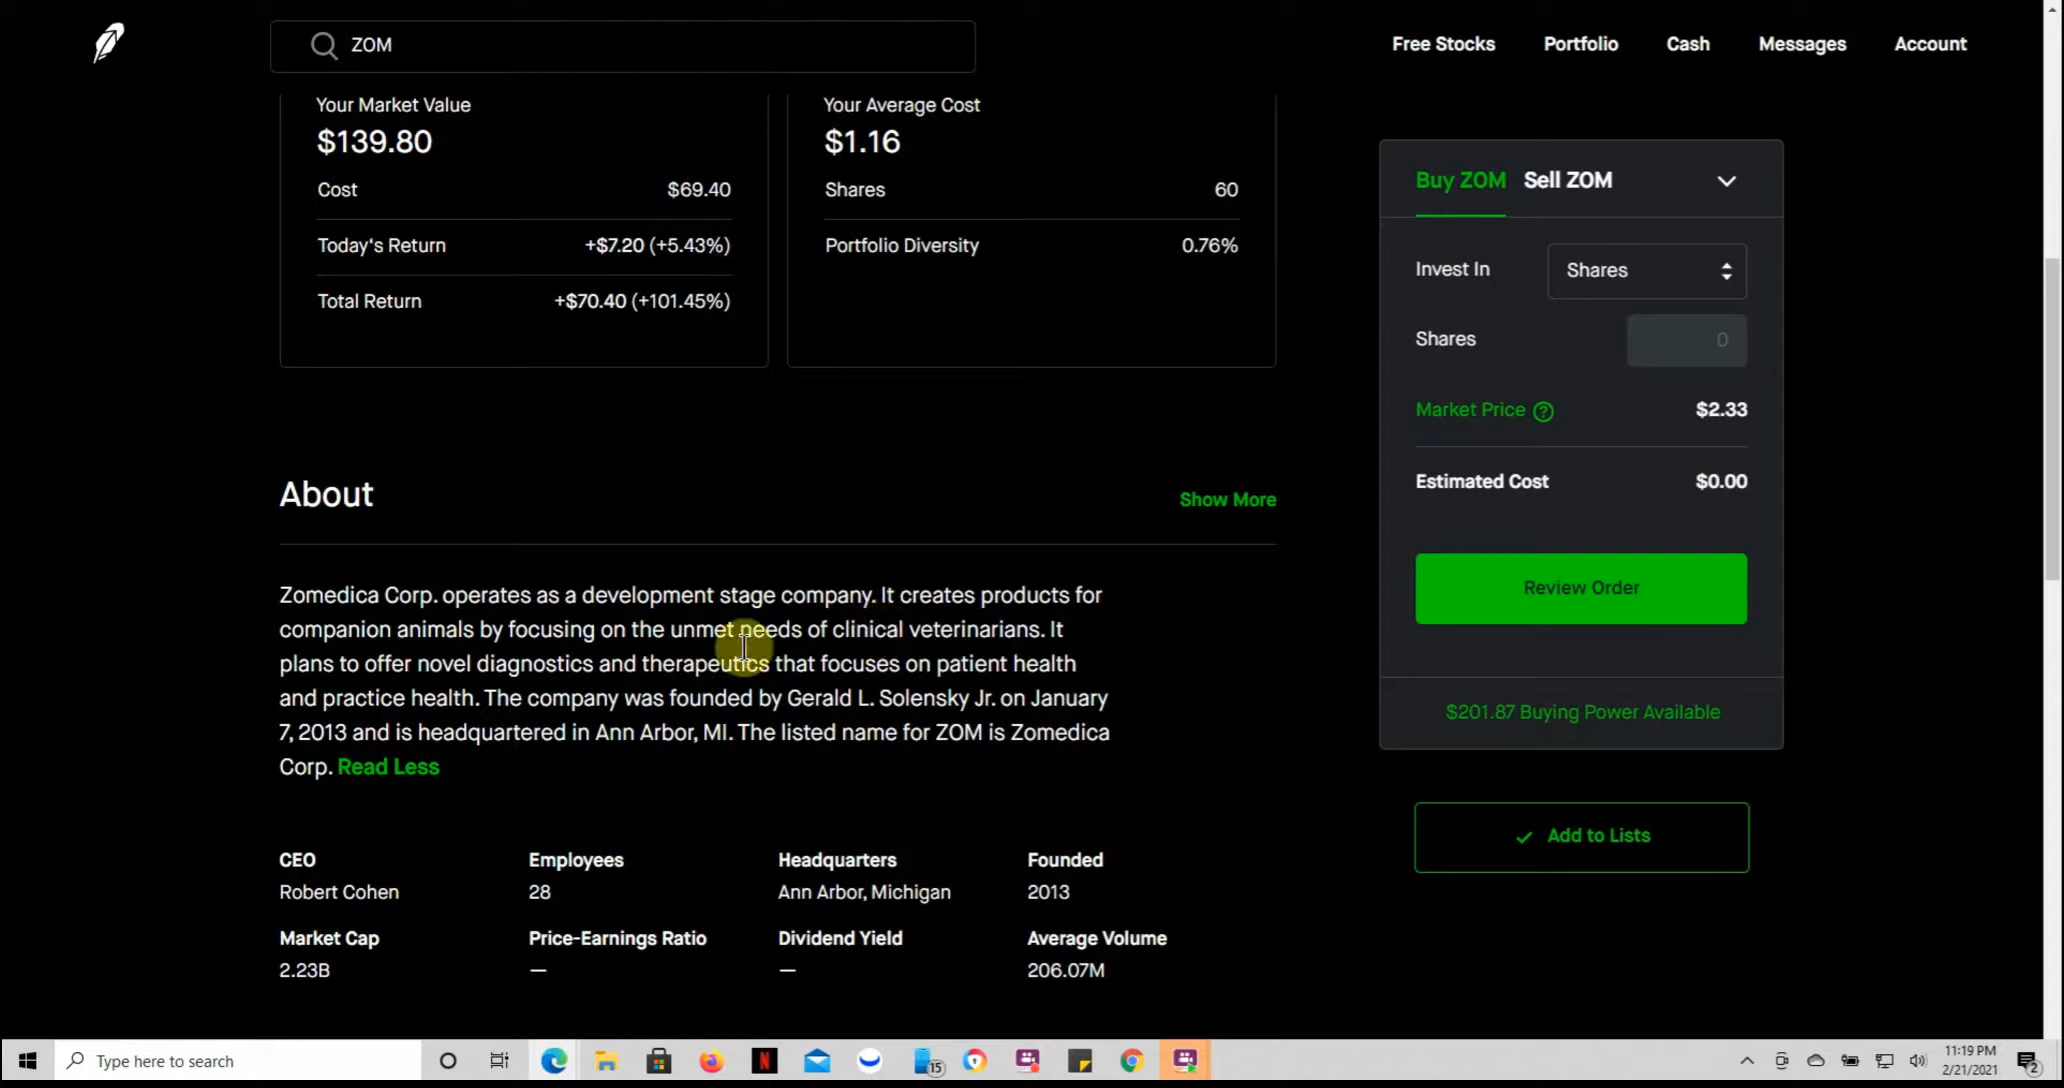 ZOM
Free Stocks Portfolio Cash Messages Account
Your Market Value
$139.80
Cost $69.40
Today's Return +$7.20 (+5.43%)
Total Return +$70.40 (+101.45%)
Your Average Cost
$1.16
Shares 60
Portfolio Diversity 0.76%
Buy ZOM Sell ZOM
Invest In Shares
Shares 0
Market Price ? $2.33
Estimated Cost $0.00
Review Order
$201.87 Buying Power Available
Add to Lists
About Show More
Zomedica Corp. operates as a development stage company. It creates products for
companion animals by focusing on the unmet needs of clinical veterinarians. It
plans to offer novel diagnostics and therapeutics that focuses on patient health
and practice health. The company was founded by Gerald L. Solensky Jr. on January
7, 2013 and is headquartered in Ann Arbor, MI. The listed name for ZOM is Zomedica
Corp. Read Less
CEO Employees Headquarters Founded
Robert Cohen 28 Ann Arbor, Michigan 2013
Market Cap Price-Earnings Ratio Dividend Yield Average Volume
2.23B — — 206.07M
Type here to search
N
15
11:19 PM
2/21/2021
2